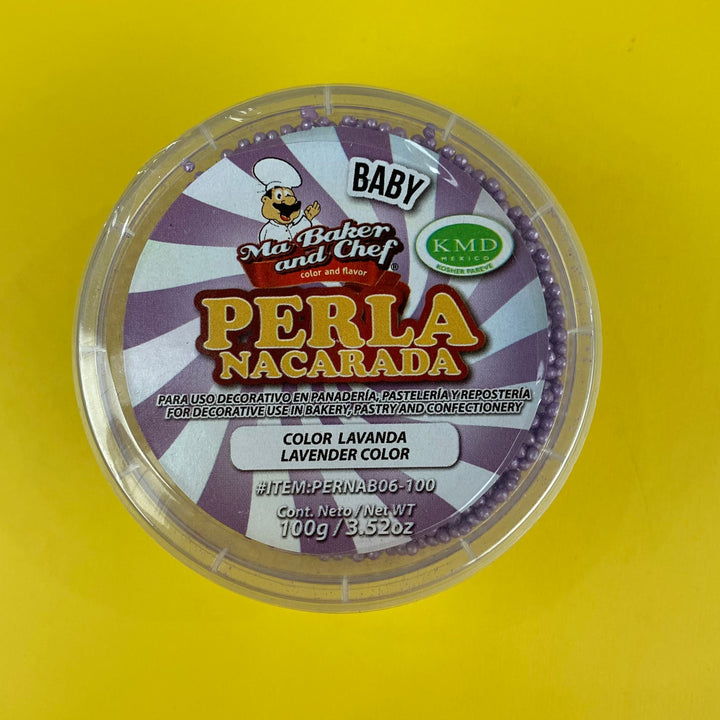 BABY
Ma Baker
and Chef
®
color and flavor
KMD
MEXICO
KOSHER PAREVE
PERLA
NACARADA
PARA USO DECORATIVO EN PANADERÍA, PASTELERÍA Y REPOSTERÍA
FOR DECORATIVE USE IN BAKERY, PASTRY AND CONFECTIONERY
COLOR LAVANDA
LAVENDER COLOR
#ITEM:PERNAB06-100
Cont. Neto / Net WT
100g / 3.52oz